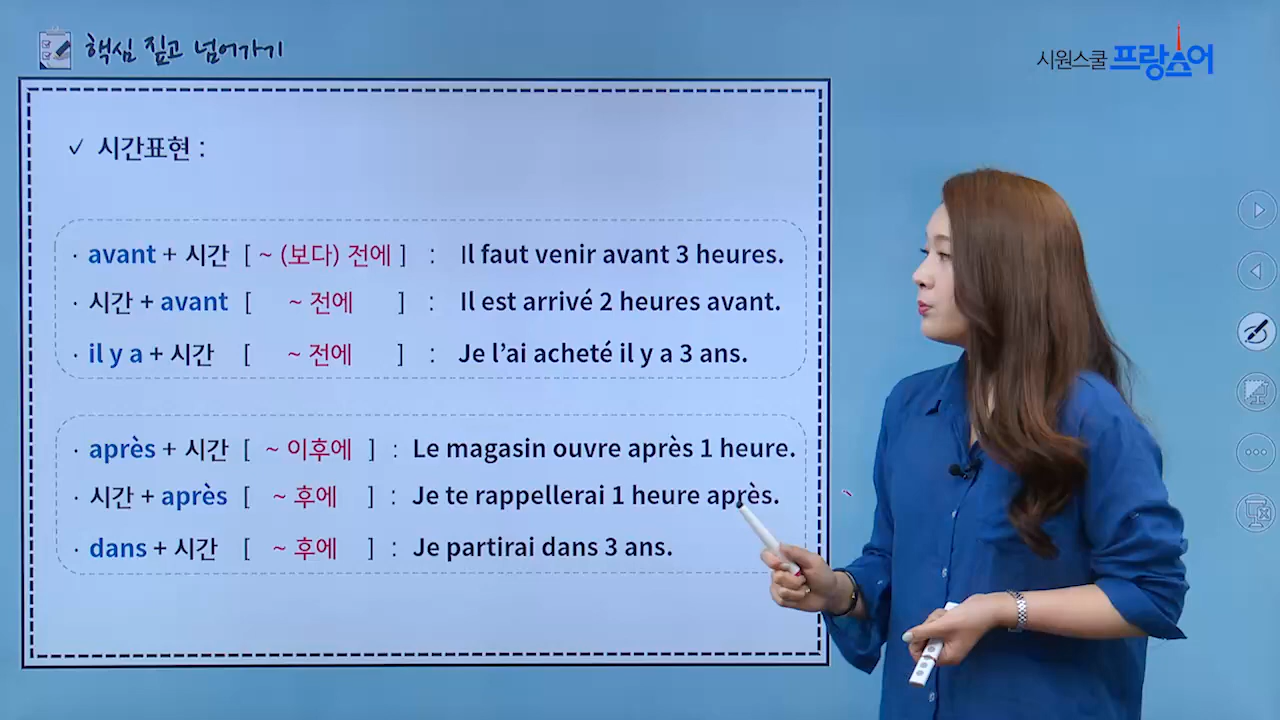 핵심 짚고 넘어가기
시원스쿨 프랑스어
✓ 시간표현 :
· avant + 시간 [ ~ (보다) 전에 ] : Il faut venir avant 3 heures.
· 시간 + avant [ ~ 전에 ] : Il est arrivé 2 heures avant.
· il y a + 시간 [ ~ 전에 ] : Je l’ai acheté il y a 3 ans.
· après + 시간 [ ~ 이후에 ] : Le magasin ouvre après 1 heure.
· 시간 + après [ ~ 후에 ] : Je te rappellerai 1 heure après.
· dans + 시간 [ ~ 후에 ] : Je partirai dans 3 ans.